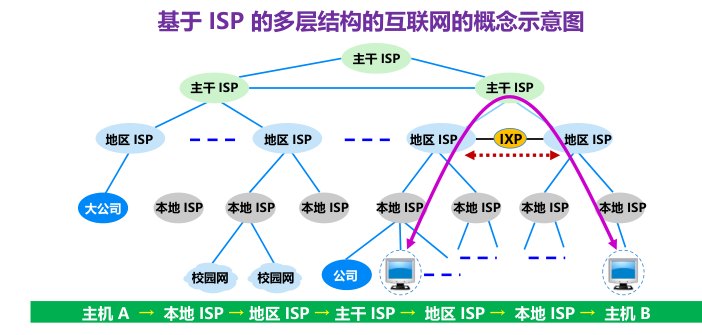 基于 ISP 的多层结构的互联网的概念示意图
主干 ISP
主干 ISP
主干 ISP
地区 ISP
地区 ISP
地区 ISP
IXP
地区 ISP
大公司
本地 ISP
本地 ISP
本地 ISP
本地 ISP
本地 ISP
本地 ISP
本地 ISP
校园网
校园网
公司
主机 A → 本地 ISP → 地区 ISP → 主干 ISP → 地区 ISP → 本地 ISP → 主机 B